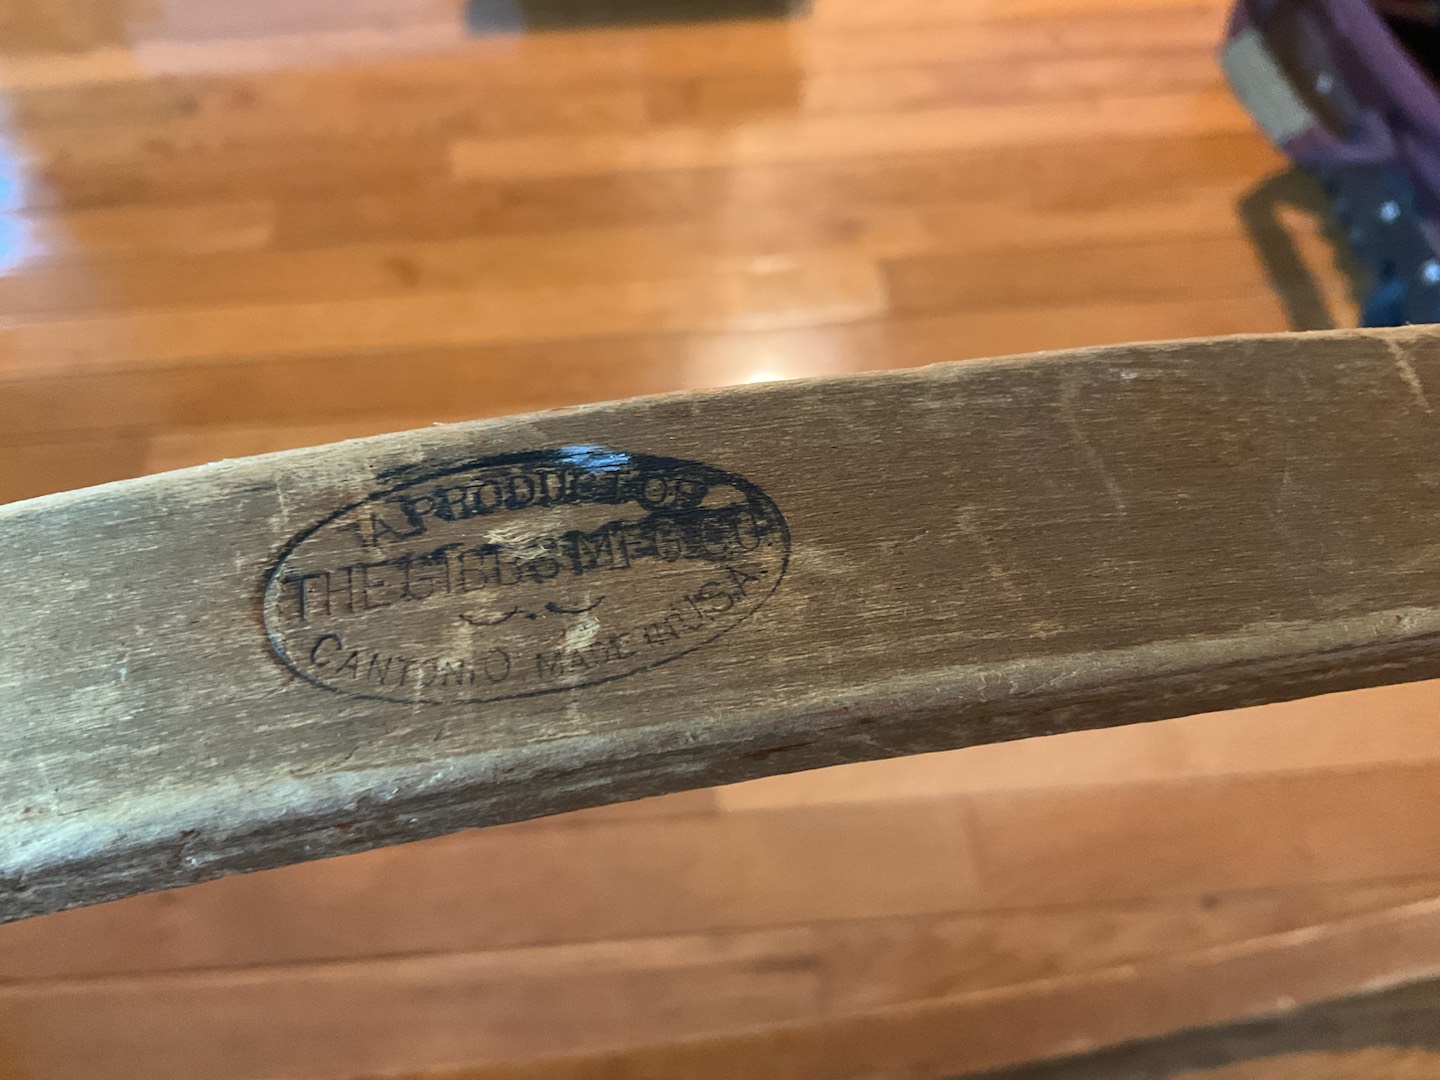 A PRODUCT OF
THE GIBBS MFG. CO.
CANTON, O. MADE IN U.S.A.